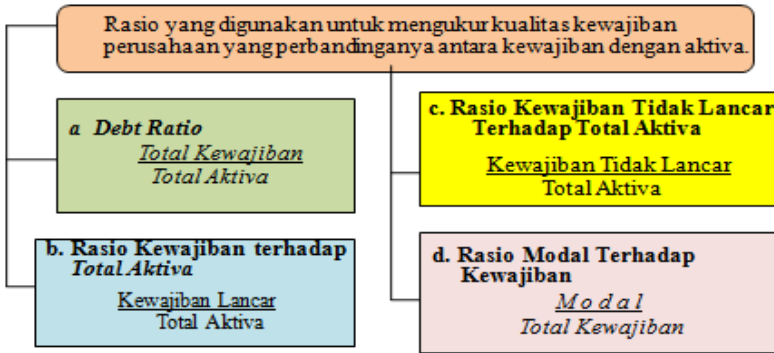 Rasio yang digunakan untuk mengukur kualitas kewajiban
perusahaan yang perbandinganya antara kewajiban dengan aktiva.
a Debt Ratio
Total Kewajiban
Total Aktiva
b. Rasio Kewajiban terhadap
Total Aktiva
Kewajiban Lancar
Total Aktiva
c. Rasio Kewajiban Tidak Lancar
Terhadap Total Aktiva
Kewajiban Tidak Lancar
Total Aktiva
d. Rasio Modal Terhadap
Kewajiban
M o d a l
Total Kewajiban